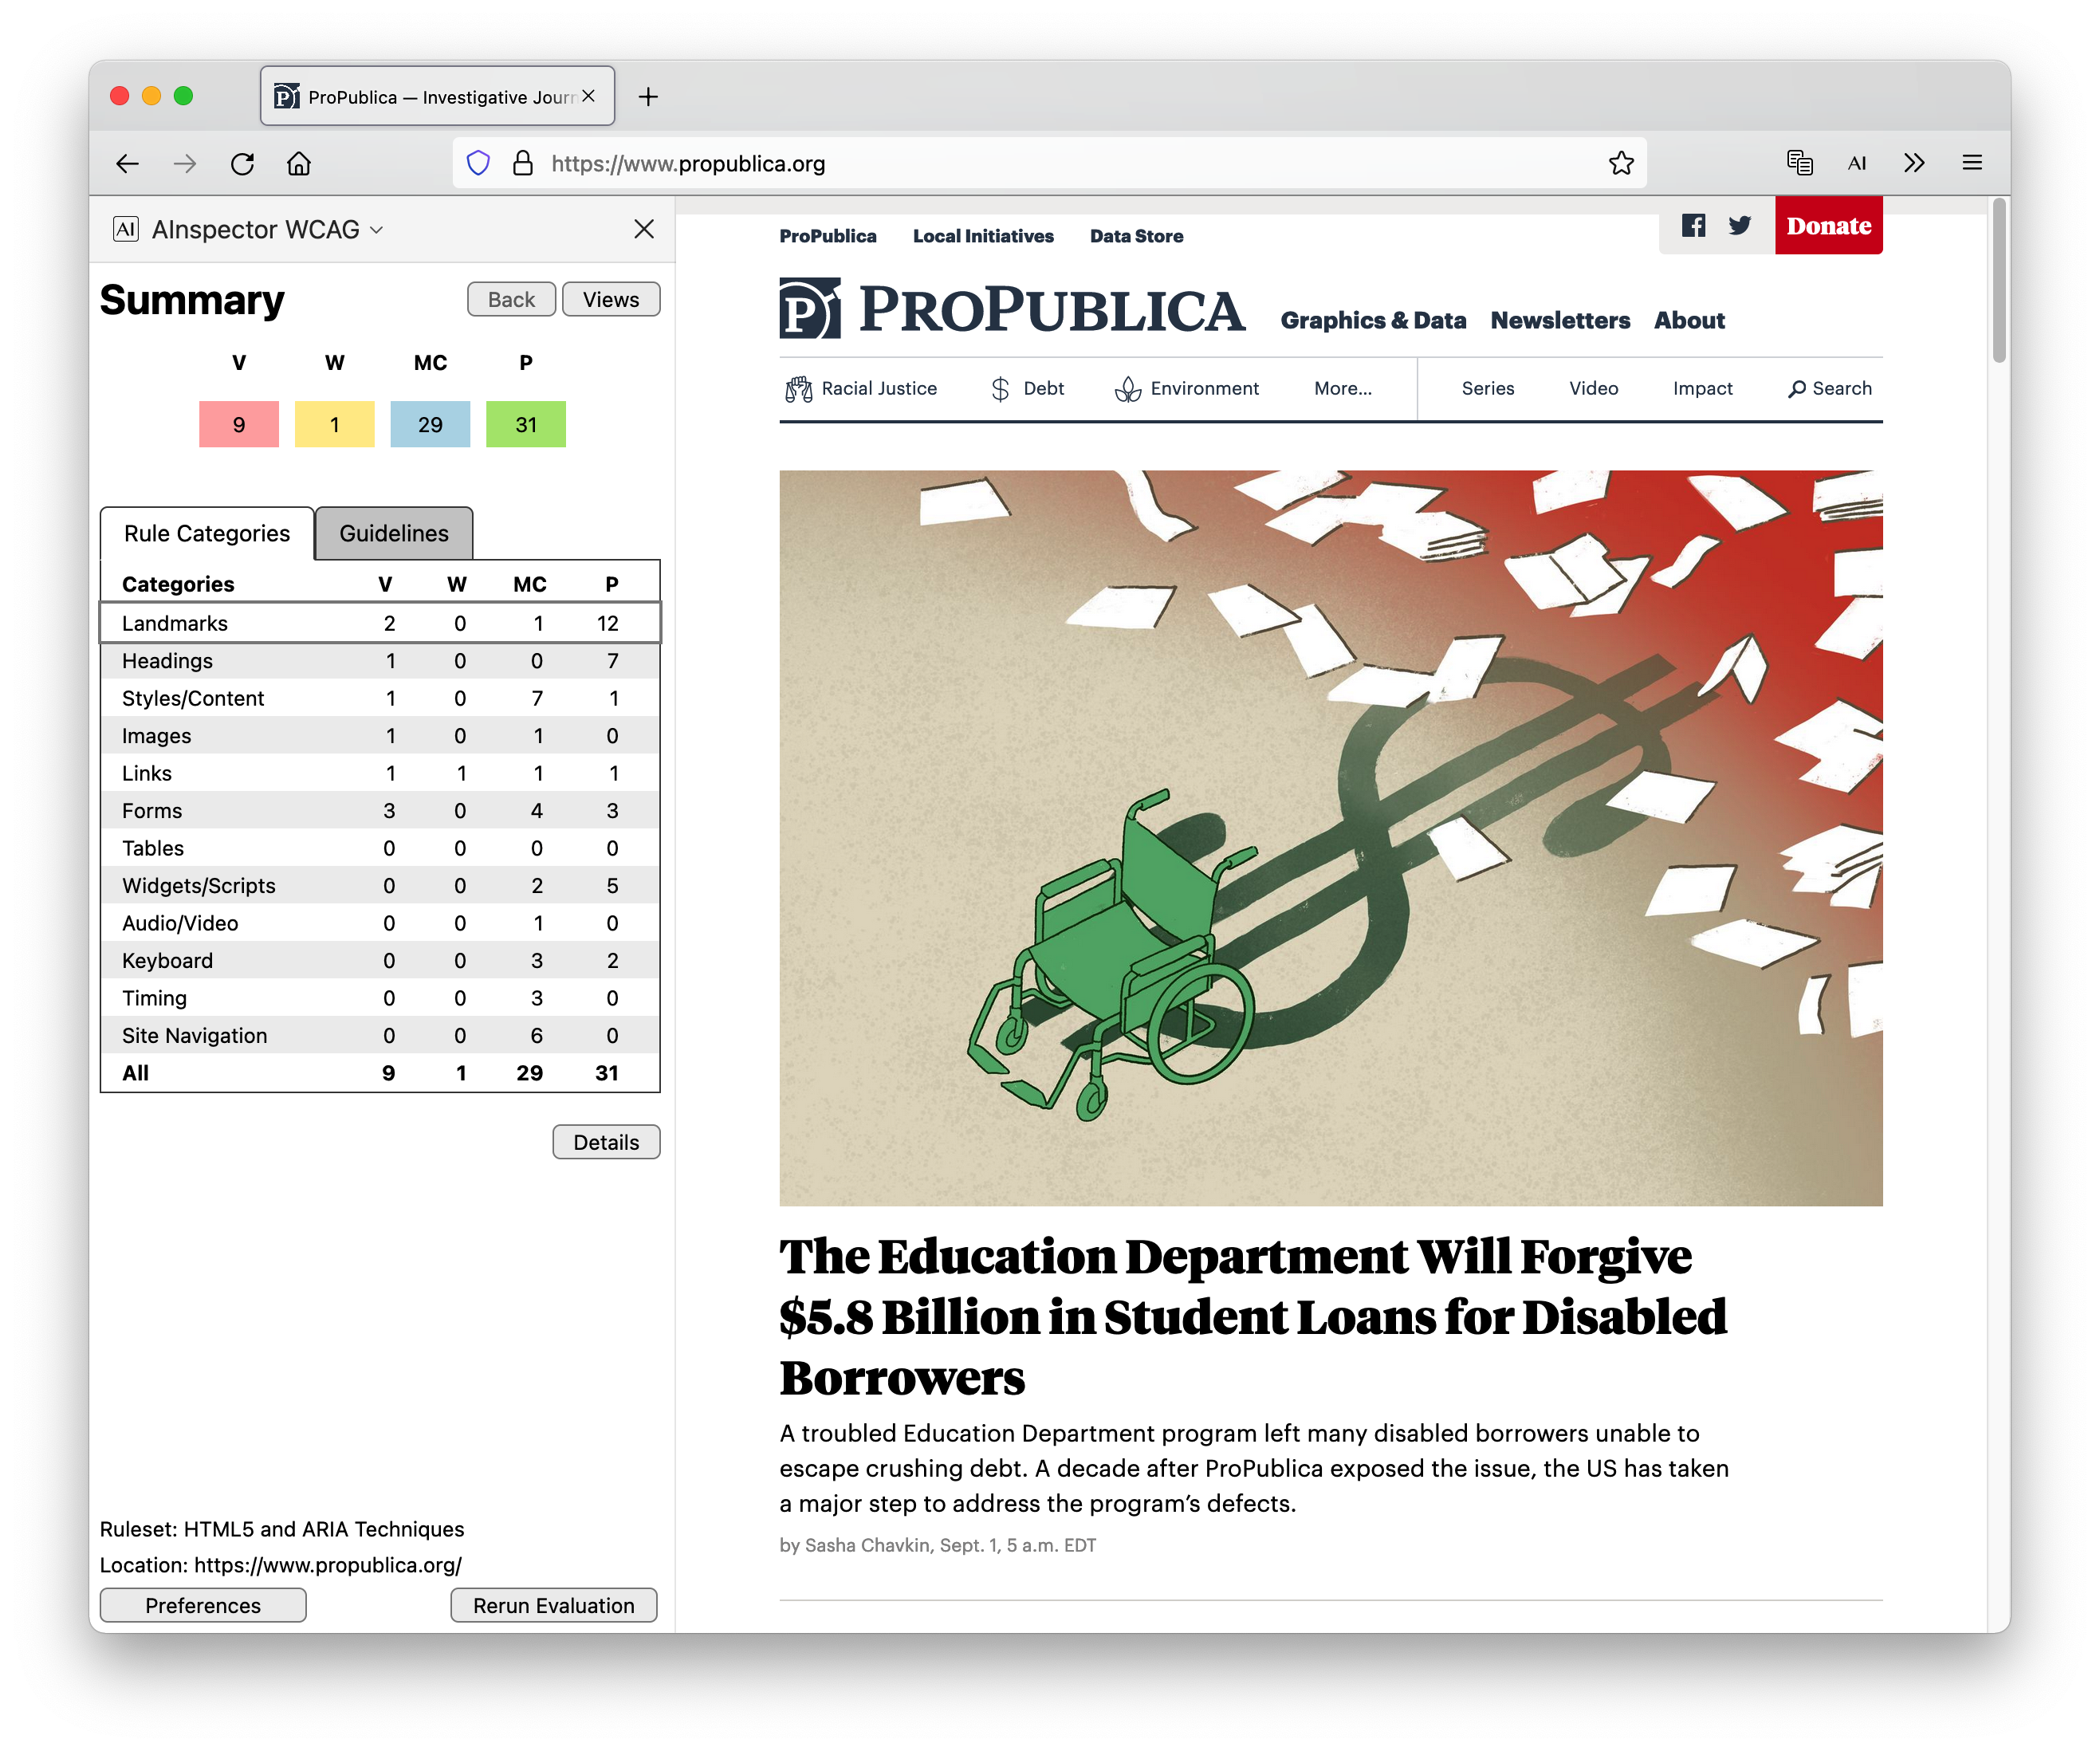 ProPublica — Investigative Journ
https://www.propublica.org
AI
AI AInspector WCAG
Summary
Back
Views
V W MC P
9 1 29 31
Rule Categories
Guidelines
Categories V W MC P
Landmarks 2 0 1 12
Headings 1 0 0 7
Styles/Content 1 0 7 1
Images 1 0 1 0
Links 1 1 1 1
Forms 3 0 4 3
Tables 0 0 0 0
Widgets/Scripts 0 0 2 5
Audio/Video 0 0 1 0
Keyboard 0 0 3 2
Timing 0 0 3 0
Site Navigation 0 0 6 0
All 9 1 29 31
Details
Ruleset: HTML5 and ARIA Techniques
Location: https://www.propublica.org/
Preferences
Rerun Evaluation
ProPublica Local Initiatives Data Store
Donate
P PROPUBLICA Graphics & Data Newsletters About
Racial Justice $ Debt Environment More... Series Video Impact Search
The Education Department Will Forgive
$5.8 Billion in Student Loans for Disabled
Borrowers
A troubled Education Department program left many disabled borrowers unable to
escape crushing debt. A decade after ProPublica exposed the issue, the US has taken
a major step to address the program’s defects.
by Sasha Chavkin, Sept. 1, 5 a.m. EDT